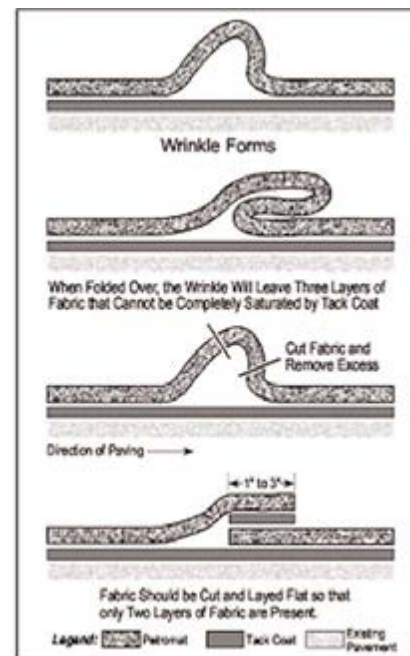 Wrinkle Forms
When Folded Over, the Wrinkle Will Leave Three Layers of
Fabric that Cannot be Completely Saturated by Tack Coat
Cut Fabric and
Remove Excess
Direction of Paving
1" to 3"
Fabric Should be Cut and Layed Flat so that
only Two Layers of Fabric are Present.
Legend: Petromat Tack Coat Existing
Pavement